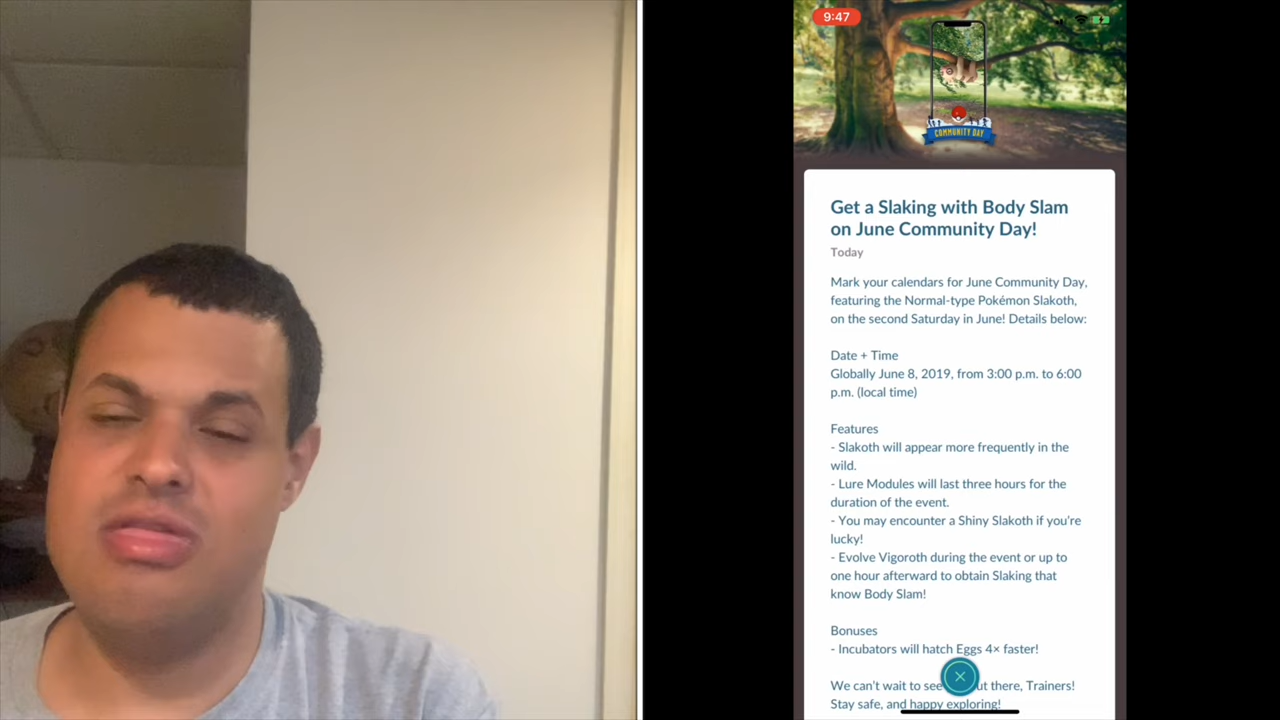 9:47
COMMUNITY DAY
Get a Slaking with Body Slam
on June Community Day!
Today
Mark your calendars for June Community Day,
featuring the Normal-type Pokémon Slakoth,
on the second Saturday in June! Details below:
Date + Time
Globally June 8, 2019, from 3:00 p.m. to 6:00
p.m. (local time)
Features
- Slakoth will appear more frequently in the
wild.
- Lure Modules will last three hours for the
duration of the event.
- You may encounter a Shiny Slakoth if you're
lucky!
- Evolve Vigoroth during the event or up to
one hour afterward to obtain Slaking that
know Body Slam!
Bonuses
- Incubators will hatch Eggs 4× faster!
We can't wait to see ut there, Trainers!
Stay safe, and happy exploring!